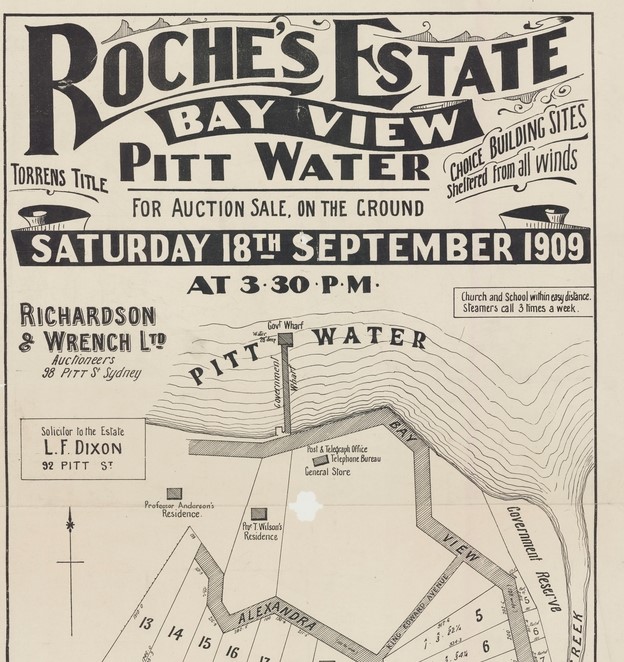 ROCHE'S ESTATE
BAY VIEW
PITT WATER
TORRENS TITLE
CHOICE BUILDING SITES
Sheltered from all winds
FOR AUCTION SALE, ON THE GROUND
SATURDAY 18TH SEPTEMBER 1909
AT 3·30·P·M·
RICHARDSON
& WRENCH LTD
Auctioneers
98 PITT ST Sydney
Church and School within easy distance.
Steamers call 3 times a week.
Govt Wharf
PITT WATER
Government Wharf
Solicitor to the Estate
L.F. DIXON
92 PITT ST
Post & Telegraph Office
Telephone Bureau
General Store
BAY
VIEW
Professor Anderson's
Residence.
T. Wilson's
Residence
Government Reserve
CREEK
KING EDWARD AVENUE
ALEXANDRA
13
14
15
16
17
5
6
5
6